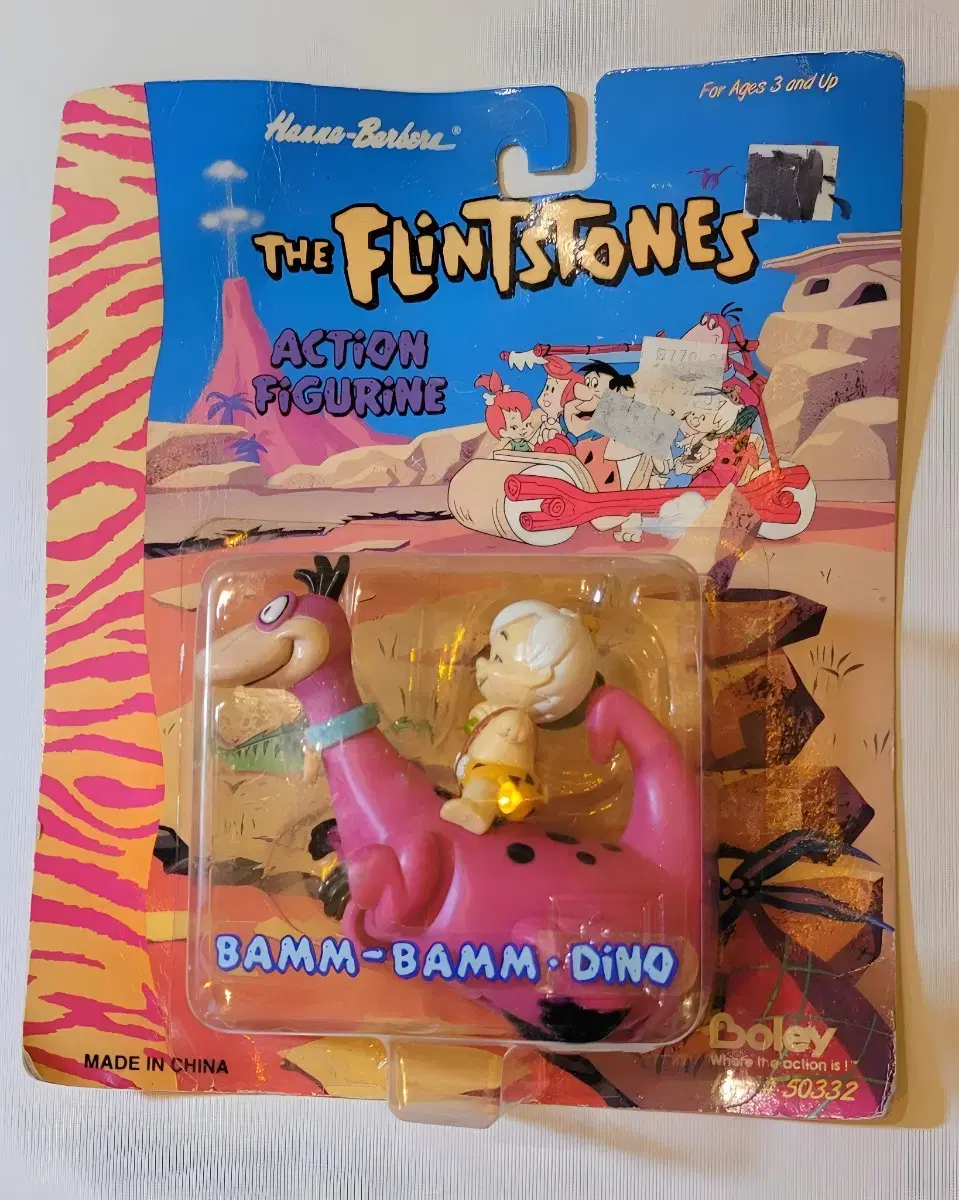 For Ages 3 and Up
Hanna-Barbera®
THE FLINTSTONES
ACTION
FIGURINE
BAMM-BAMM·DINO
Boley
Where the action is!™
MADE IN CHINA
# 50332